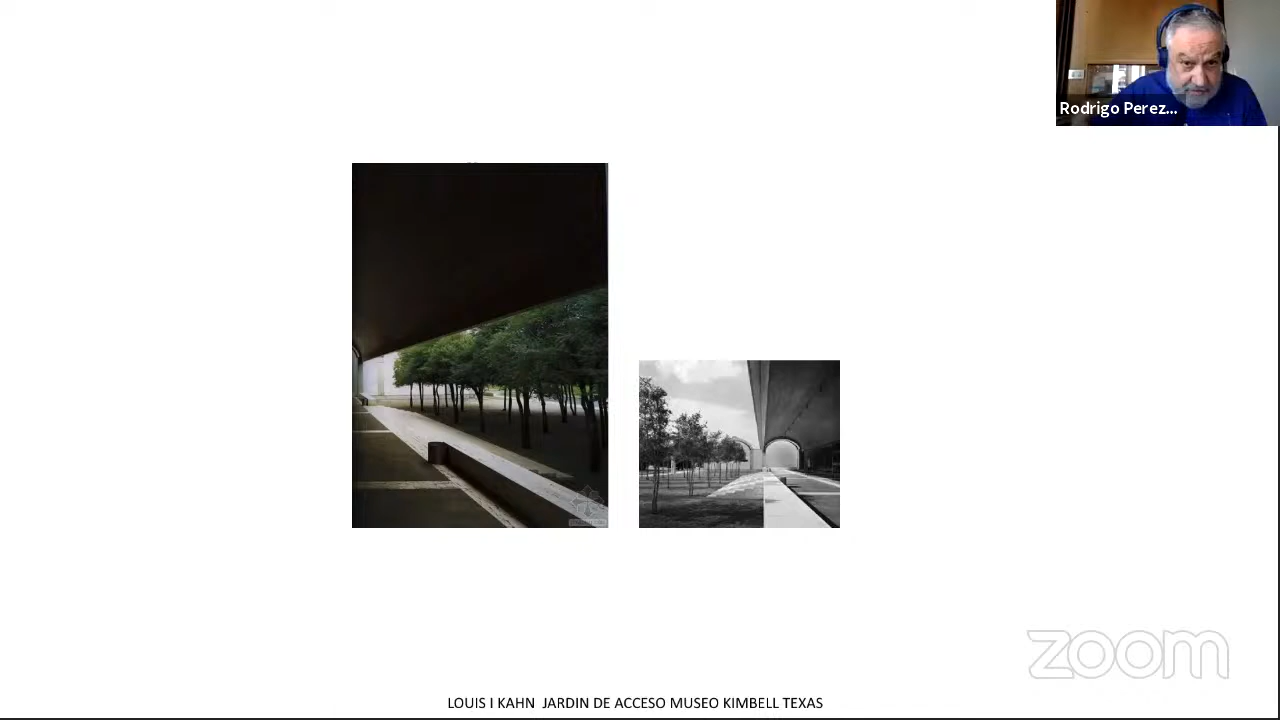 Rodrigo Perez...
zoom
LOUIS I KAHN JARDIN DE ACCESO MUSEO KIMBELL TEXAS